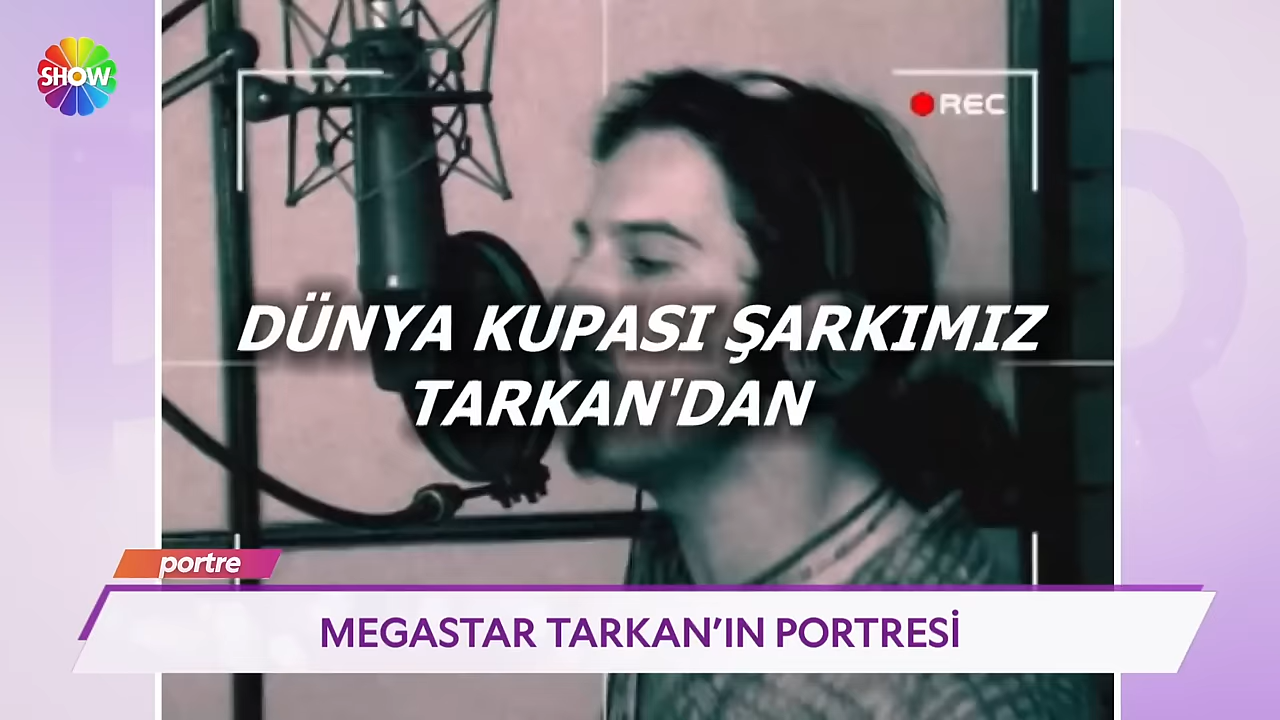 SHOW
REC
DÜNYA KUPASI ŞARKIMIZ
TARKAN'DAN
portre
MEGASTAR TARKAN'IN PORTRESİ